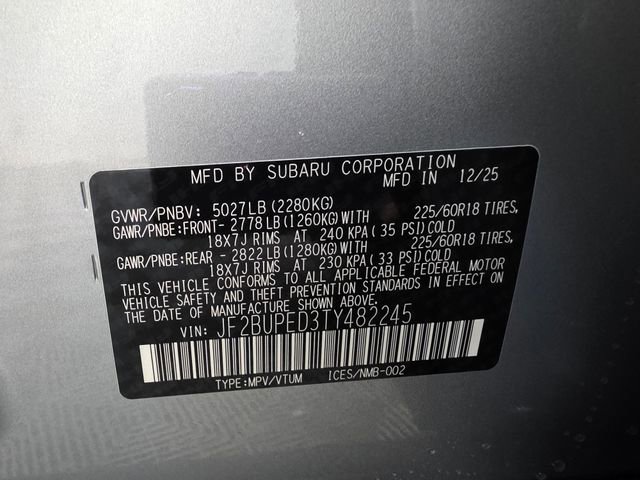 MFD BY SUBARU CORPORATION
MFD IN 12/25
GVWR/PNBV: 5027LB(2280KG)
GAWR/PNBE:FRONT- 2778LB(1260KG)WITH 225/60R18 TIRES,
18X7J RIMS AT 240 KPA(35 PSI)COLD
GAWR/PNBE:REAR - 2822LB(1280KG)WITH 225/60R18 TIRES,
18X7J RIMS AT 230 KPA(33 PSI)COLD
THIS VEHICLE CONFORMS TO ALL APPLICABLE FEDERAL MOTOR
VEHICLE SAFETY AND THEFT PREVENTION STANDARDS IN EFFECT ON
THE DATE OF MANUFACTURE SHOWN ABOVE.
VIN: JF2BUPED3TY482245
TYPE:MPV/VTUM ICES/NMB-002